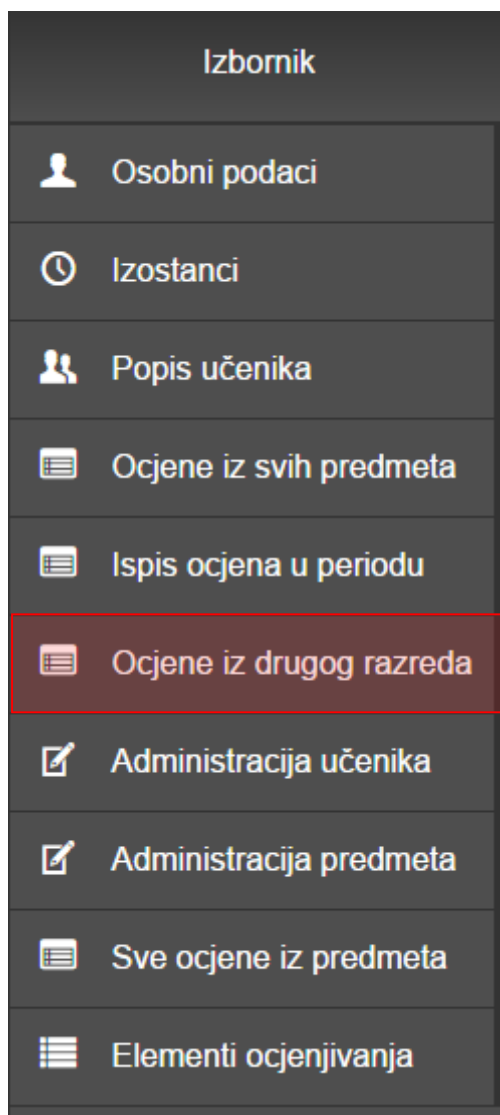 Izbornik
Osobni podaci
Izostanci
Popis učenika
Ocjene iz svih predmeta
Ispis ocjena u periodu
Ocjene iz drugog razreda
Administracija učenika
Administracija predmeta
Sve ocjene iz predmeta
Elementi ocjenjivanja